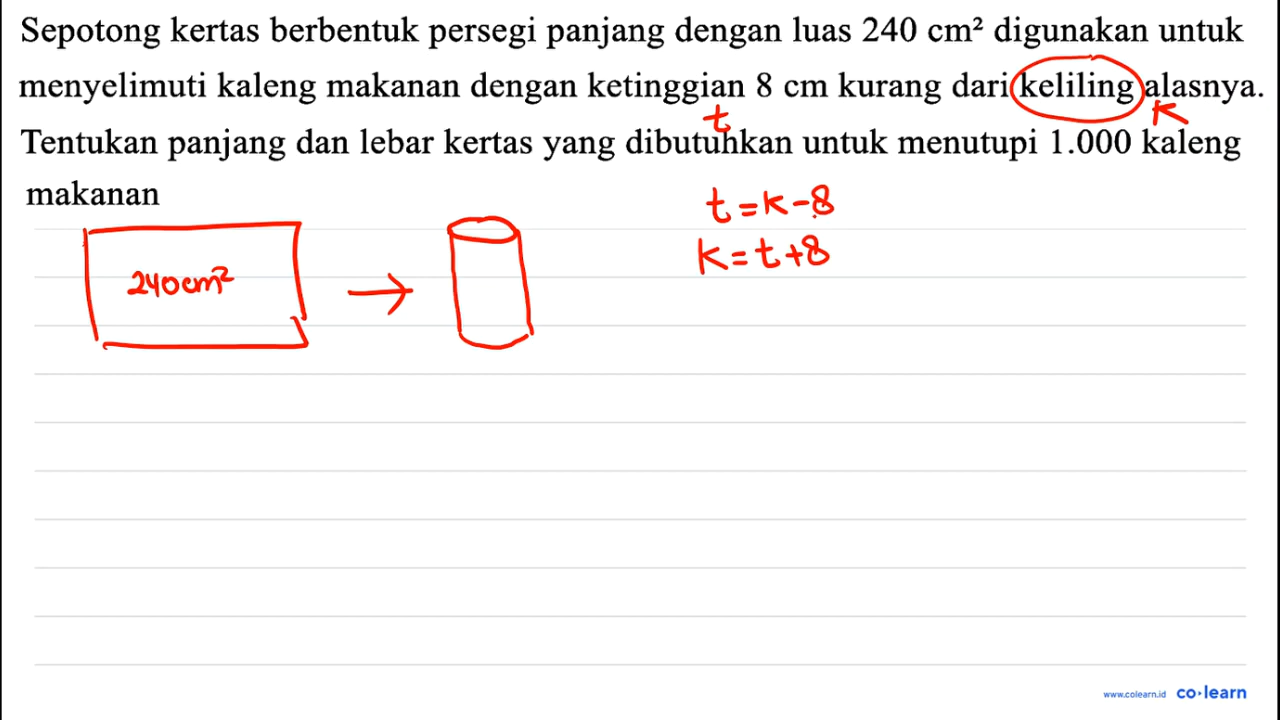 Sepotong kertas berbentuk persegi panjang dengan luas 240 cm² digunakan untuk
menyelimuti kaleng makanan dengan ketinggian 8 cm kurang dari keliling alasnya.
t K
Tentukan panjang dan lebar kertas yang dibutuhkan untuk menutupi 1.000 kaleng
makanan
t = K - 8
K = t + 8
240 cm²
www.colearn.id co·learn